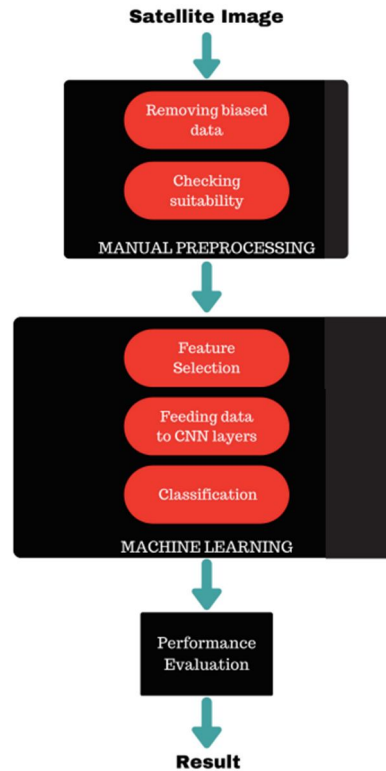 Satellite Image
Removing biased
data
Checking
suitability
MANUAL PREPROCESSING
Feature
Selection
Feeding data
to CNN layers
Classification
MACHINE LEARNING
Performance
Evaluation
Result